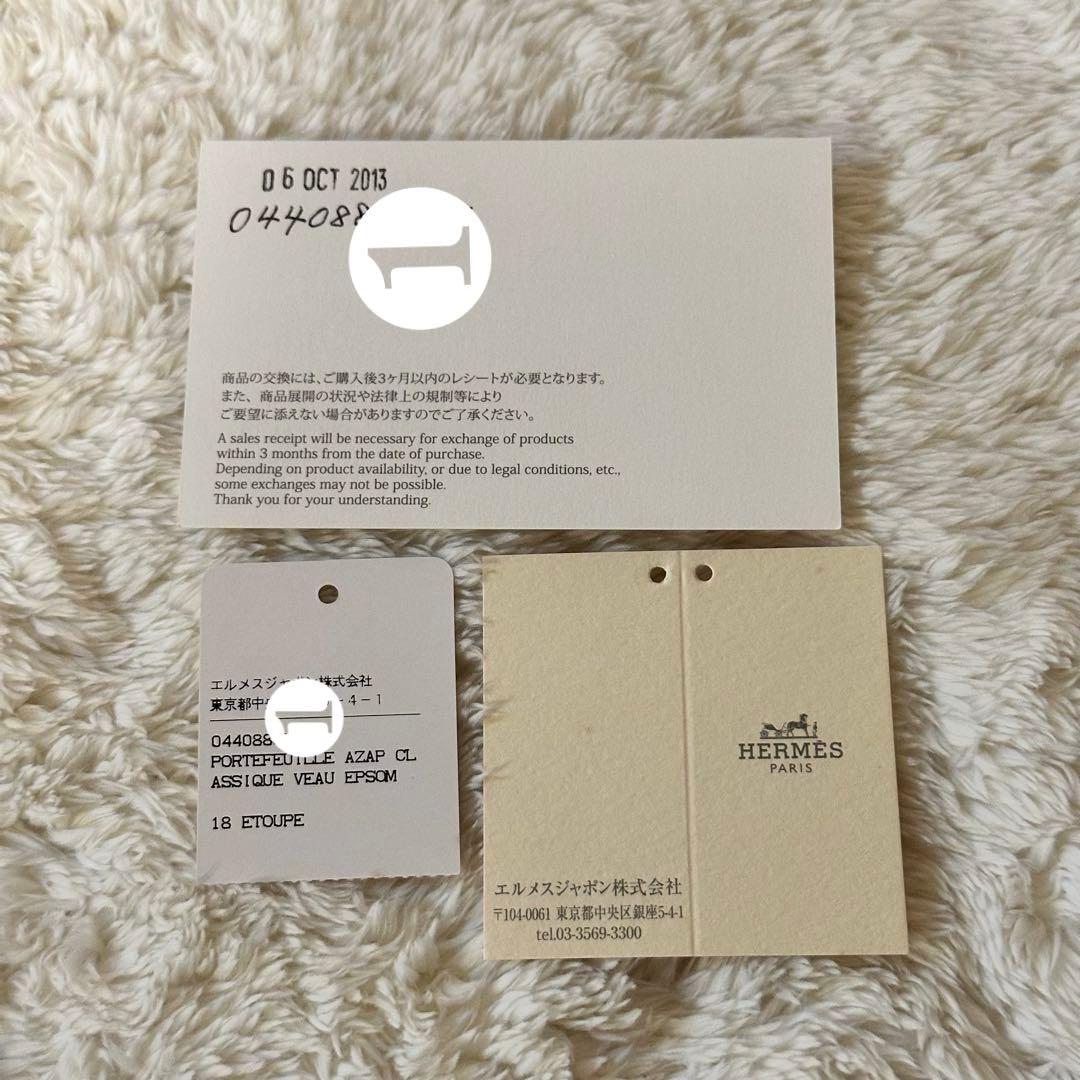 06 OCT 2013
044088
商品の交換には、ご購入後3ヶ月以内のレシートが必要となります。
また、商品展開の状況や法律上の規制等により
ご要望に添えない場合がありますのでご了承ください。
A sales receipt will be necessary for exchange of products
within 3 months from the date of purchase.
Depending on product availability, or due to legal conditions, etc.,
some exchanges may not be possible.
Thank you for your understanding.
エルメスジャポン株式会社
東京都中央 -4-1
044088
PORTEFEUILLE AZAP CL
ASSIQUE VEAU EPSOM
18 ETOUPE
HERMÈS
PARIS
エルメスジャポン株式会社
〒104-0061 東京都中央区銀座5-4-1
tel.03-3569-3300